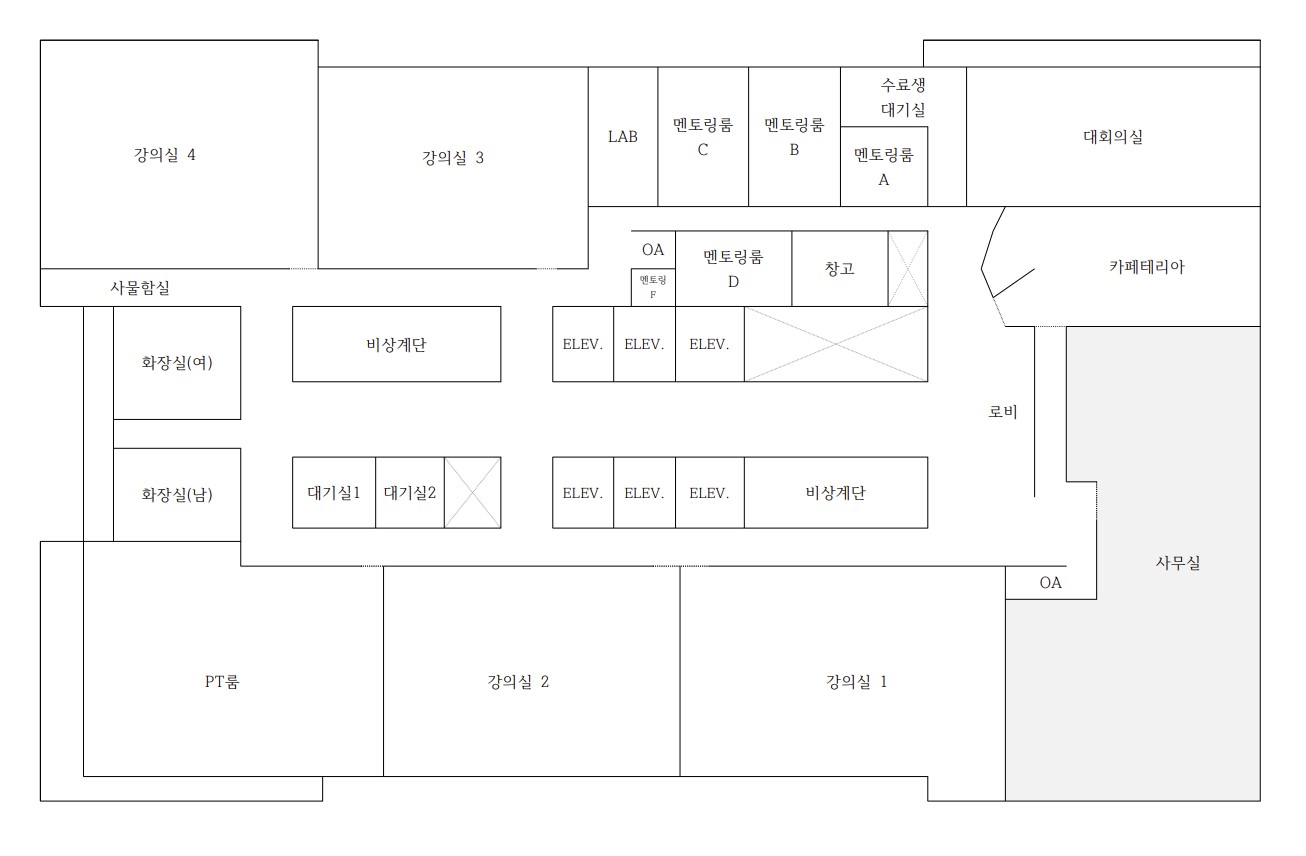 수료생
대기실
강의실 4
강의실 3
LAB
멘토링룸
C
멘토링룸
B
멘토링룸
A
대회의실
OA
멘토링룸
D
창고
카페테리아
사물함실
멘토링
F
화장실(여)
비상계단
ELEV.
ELEV.
ELEV.
로비
화장실(남)
대기실1
대기실2
ELEV.
ELEV.
ELEV.
비상계단
사무실
OA
PT룸
강의실 2
강의실 1